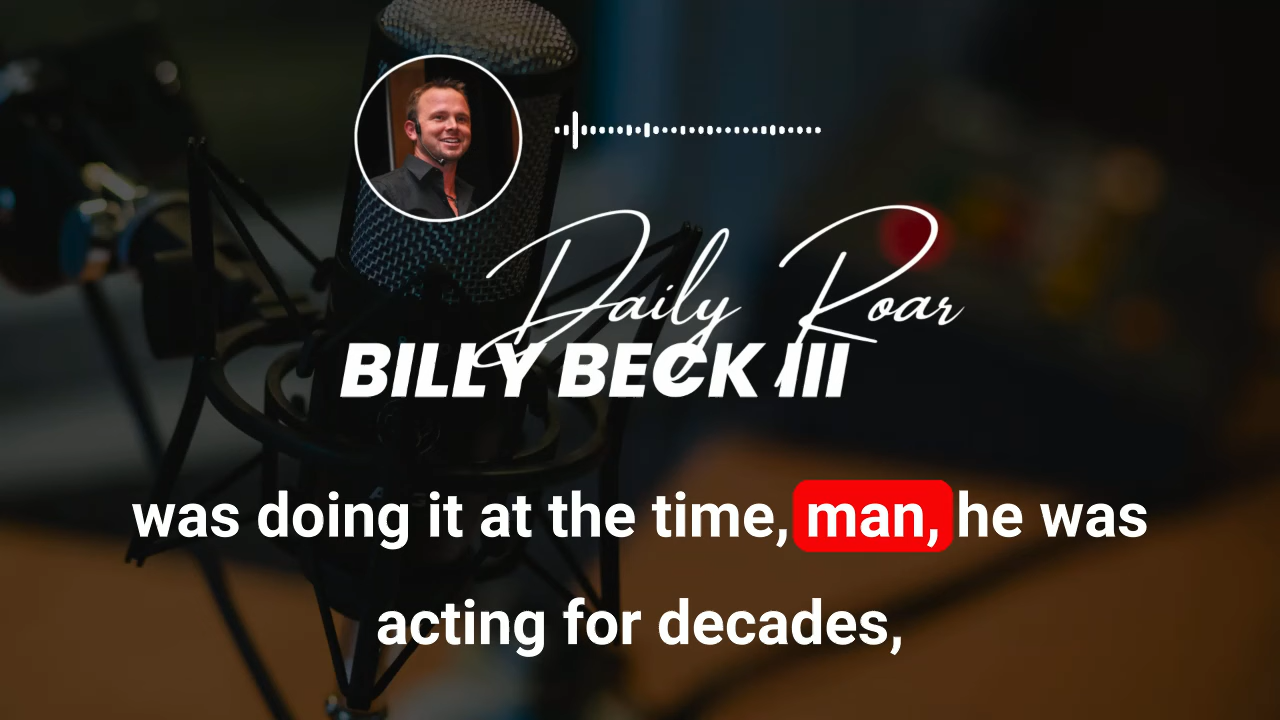 Daily Roar
BILLY BECK III
was doing it at the time, man, he was
acting for decades,